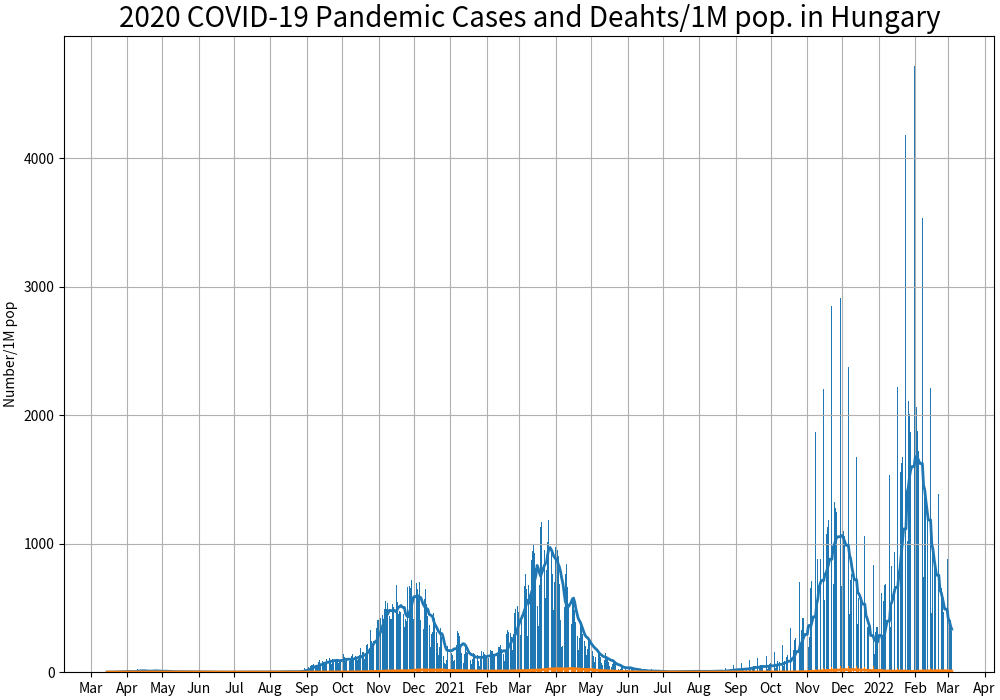 2020 COVID-19 Pandemic Cases and Deahts/1M pop. in Hungary
Number/1M pop
4000
3000
2000
1000
0
Mar Apr May Jun Jul Aug Sep Oct Nov Dec 2021 Feb Mar Apr May Jun Jul Aug Sep Oct Nov Dec 2022 Feb Mar Apr